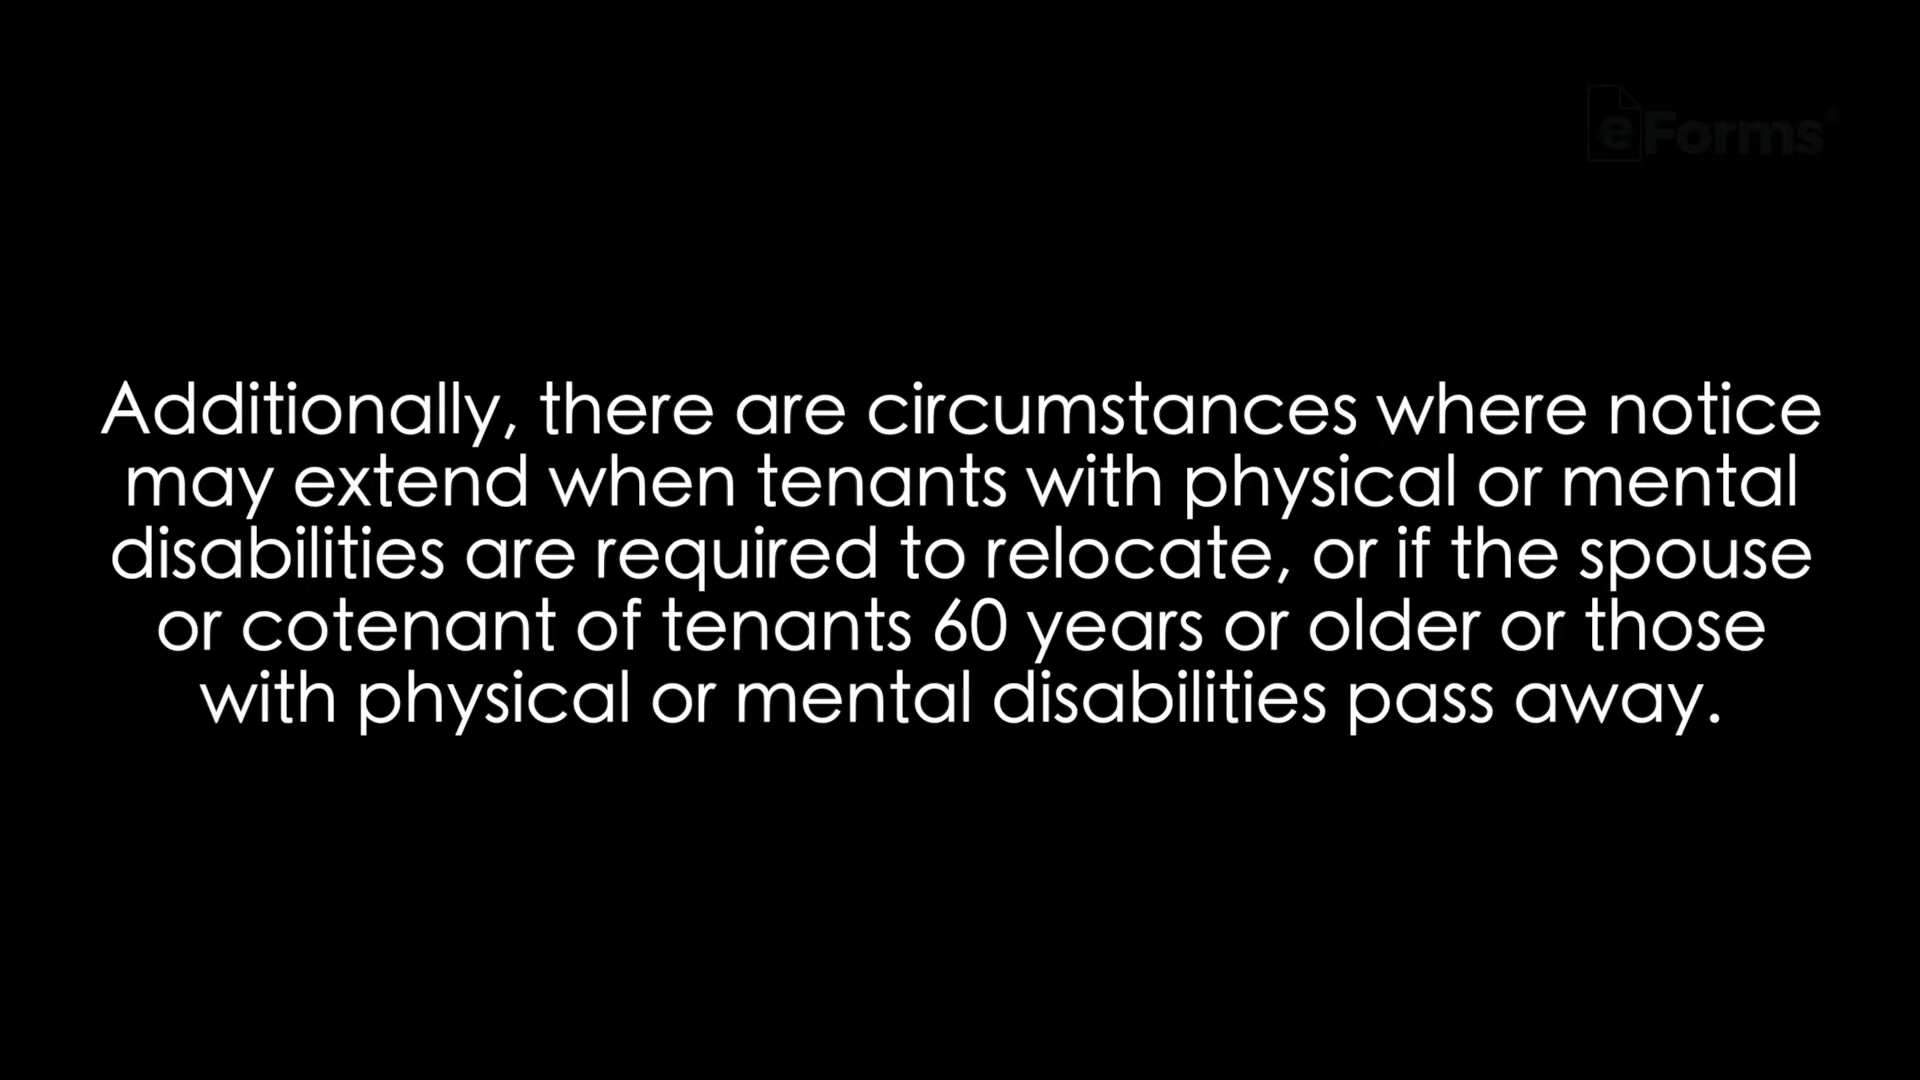 eForms
Additionally, there are circumstances where notice
may extend when tenants with physical or mental
disabilities are required to relocate, or if the spouse
or cotenant of tenants 60 years or older or those
with physical or mental disabilities pass away.